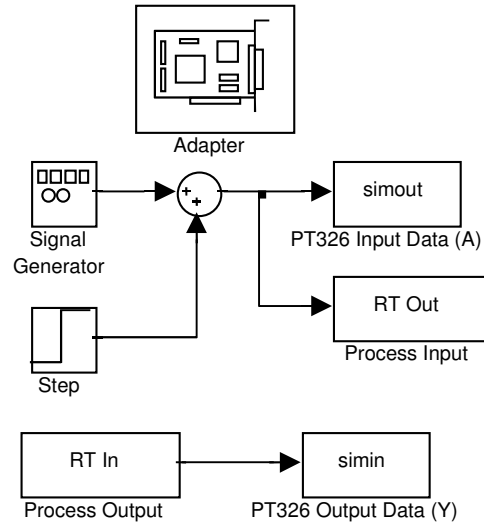 Adapter
+
+
simout
Signal
Generator
PT326 Input Data (A)
RT Out
Process Input
Step
RT In
simin
Process Output
PT326 Output Data (Y)